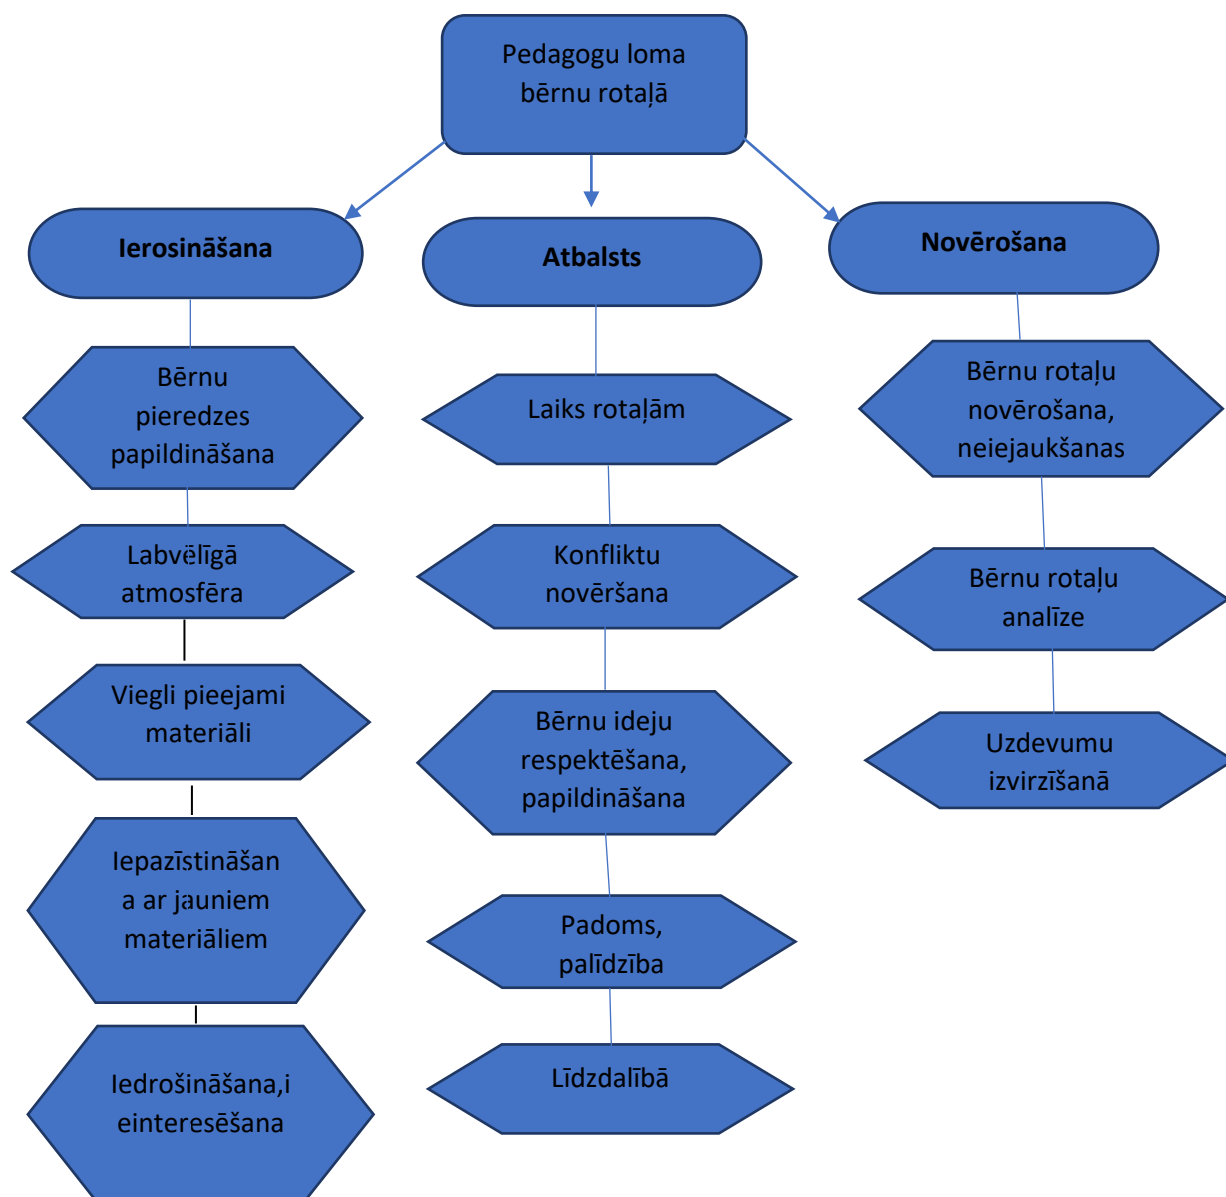 Pedagogu loma
bērnu rotaļā
Ierosināšana
Bērnu
pieredzes
papildināšana
Labvēlīgā
atmosfēra
Viegli pieejami
materiāli
Iepazīstināšan
a ar jauniem
materiāliem
Iedrošināšana,i
einteresēšana
Atbalsts
Laiks rotaļām
Konfliktu
novēršana
Bērnu ideju
respektēšana,
papildināšana
Padoms,
palīdzība
Līdzdalībā
Novērošana
Bērnu rotaļu
novērošana,
neiejaukšanas
Bērnu rotaļu
analīze
Uzdevumu
izvirzīšanā